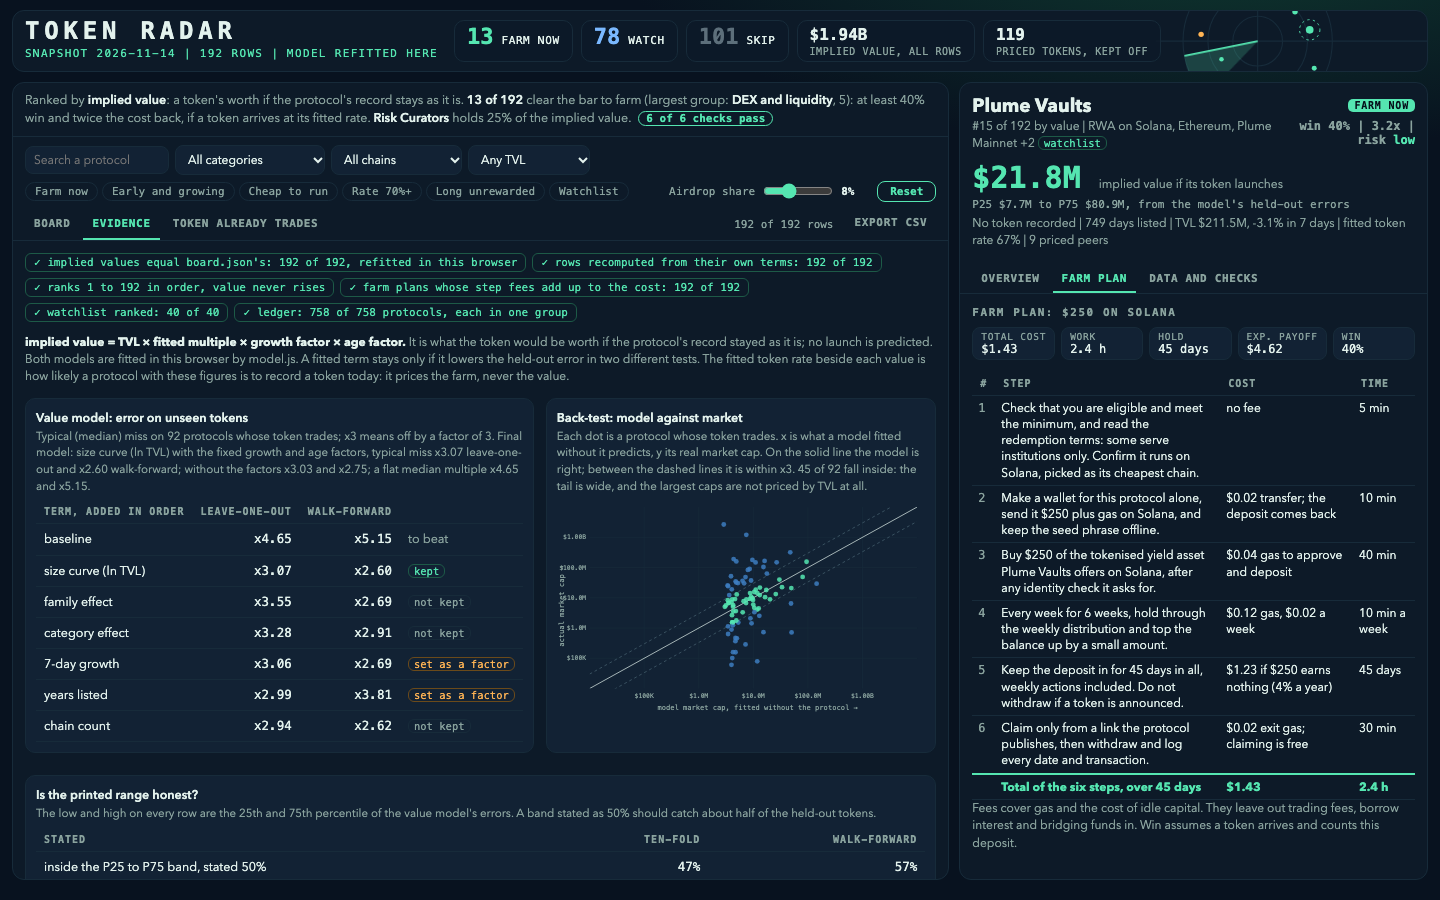 TOKEN RADAR
SNAPSHOT 2026-11-14 | 192 ROWS | MODEL REFITTED HERE
13 FARM NOW
78 WATCH
101 SKIP
$1.94B
IMPLIED VALUE, ALL ROWS
119
PRICED TOKENS, KEPT OFF
Ranked by implied value: a token's worth if the protocol's record stays as it is. 13 of 192 clear the bar to farm (largest group: DEX and liquidity, 5): at least 40%
win and twice the cost back, if a token arrives at its fitted rate. Risk Curators holds 25% of the implied value. 6 of 6 checks pass
Search a protocol
All categories
All chains
Any TVL
Farm now
Early and growing
Cheap to run
Rate 70%+
Long unrewarded
Watchlist
Airdrop share
8%
Reset
BOARD
EVIDENCE
TOKEN ALREADY TRADES
192 of 192 rows
EXPORT CSV
✓ implied values equal board.json's: 192 of 192, refitted in this browser
✓ rows recomputed from their own terms: 192 of 192
✓ ranks 1 to 192 in order, value never rises
✓ farm plans whose step fees add up to the cost: 192 of 192
✓ watchlist ranked: 40 of 40
✓ ledger: 758 of 758 protocols, each in one group
implied value = TVL × fitted multiple × growth factor × age factor. It is what the token would be worth if the protocol's record stayed as it is; no launch is predicted.
Both models are fitted in this browser by model.js. A fitted term stays only if it lowers the held-out error in two different tests. The fitted token rate beside each value is
how likely a protocol with these figures is to record a token today: it prices the farm, never the value.
Value model: error on unseen tokens
Typical (median) miss on 92 protocols whose token trades; x3 means off by a factor of 3. Final
model: size curve (ln TVL) with the fixed growth and age factors, typical miss x3.07 leave-one-
out and x2.60 walk-forward; without the factors x3.03 and x2.75; a flat median multiple x4.65
and x5.15.
TERM, ADDED IN ORDER LEAVE-ONE-OUT WALK-FORWARD
baseline x4.65 x5.15 to beat
size curve (ln TVL) x3.07 x2.60 kept
family effect x3.55 x2.69 not kept
category effect x3.28 x2.91 not kept
7-day growth x3.06 x2.69 set as a factor
years listed x2.99 x3.81 set as a factor
chain count x2.94 x2.62 not kept
Back-test: model against market
Each dot is a protocol whose token trades. x is what a model fitted
without it predicts, y its real market cap. On the solid line the model is
right; between the dashed lines it is within x3. 45 of 92 fall inside: the
tail is wide, and the largest caps are not priced by TVL at all.
$1.00B
$100.0M
$10.0M
$1.0M
$100K
actual market cap
$100K $1.0M $10.0M $100.0M $1.00B
model market cap, fitted without the protocol →
Is the printed range honest?
The low and high on every row are the 25th and 75th percentile of the value model's errors. A band stated as 50% should catch about half of the held-out tokens.
STATED TEN-FOLD WALK-FORWARD
inside the P25 to P75 band, stated 50% 47% 57%
Plume Vaults
FARM NOW
#15 of 192 by value | RWA on Solana, Ethereum, Plume
Mainnet +2 watchlist
win 40% | 3.2x |
risk low
$21.8M implied value if its token launches
P25 $7.7M to P75 $80.9M, from the model's held-out errors
No token recorded | 749 days listed | TVL $211.5M, -3.1% in 7 days | fitted token
rate 67% | 9 priced peers
OVERVIEW
FARM PLAN
DATA AND CHECKS
FARM PLAN: $250 ON SOLANA
TOTAL COST
$1.43
WORK
2.4 h
HOLD
45 days
EXP. PAYOFF
$4.62
WIN
40%
# STEP COST TIME
1 Check that you are eligible and meet no fee 5 min
the minimum, and read the
redemption terms: some serve
institutions only. Confirm it runs on
Solana, picked as its cheapest chain.
2 Make a wallet for this protocol alone, $0.02 transfer; the 10 min
send it $250 plus gas on Solana, and deposit comes back
keep the seed phrase offline.
3 Buy $250 of the tokenised yield asset $0.04 gas to approve 40 min
Plume Vaults offers on Solana, after and deposit
any identity check it asks for.
4 Every week for 6 weeks, hold through $0.12 gas, $0.02 a 10 min a
the weekly distribution and top the week week
balance up by a small amount.
5 Keep the deposit in for 45 days in all, $1.23 if $250 earns 45 days
weekly actions included. Do not nothing (4% a year)
withdraw if a token is announced.
6 Claim only from a link the protocol $0.02 exit gas; 30 min
publishes, then withdraw and log claiming is free
every date and transaction.
Total of the six steps, over 45 days $1.43 2.4 h
Fees cover gas and the cost of idle capital. They leave out trading fees, borrow
interest and bridging funds in. Win assumes a token arrives and counts this
deposit.